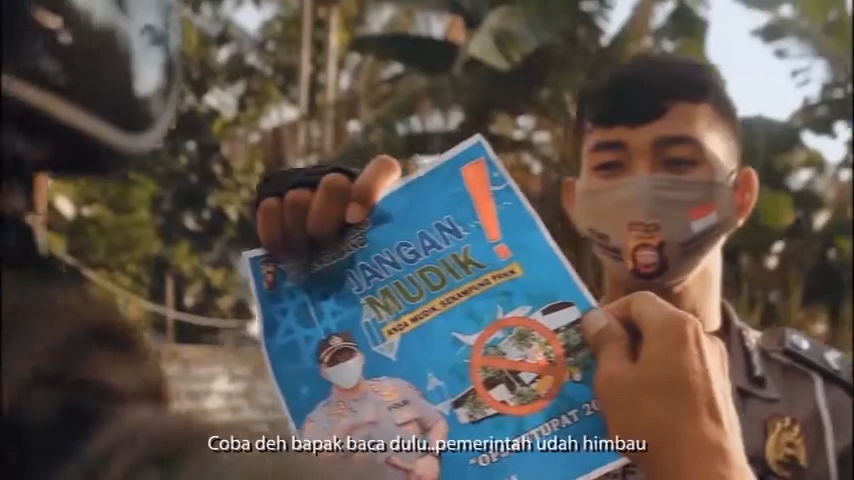 JANGAN
MUDIK!
ANDA MUDIK, SEKAMPUNG PANIK
Coba deh bapak baca dulu..pemerintah udah himbau